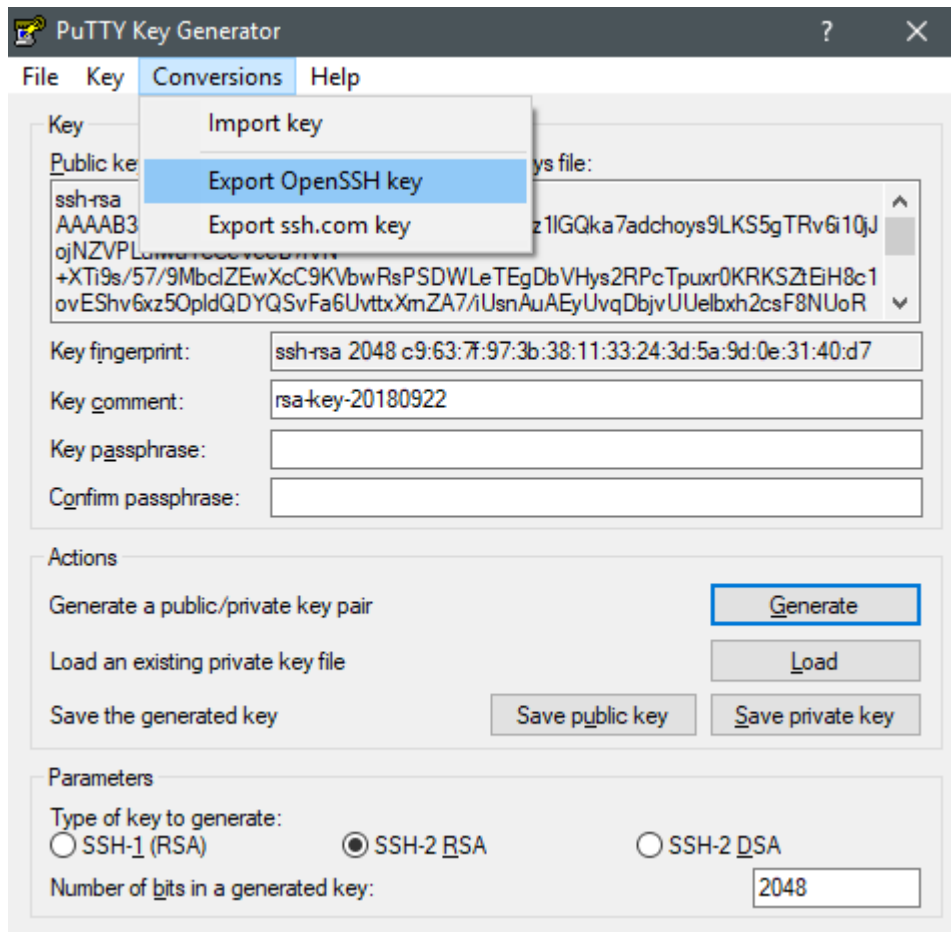 PuTTY Key Generator
?
File Key Conversions Help
Import key
Export OpenSSH key
Export ssh.com key
Key
Public key
ys file:
ssh-rsa
AAAAB3
ojNZVPL
+XTi9s/57/9MbclZEwXcC9KVbwRsPSDWLeTEgDbVHys2RPcTpuxr0KRKSZtEiH8c1
Key fingerprint: ssh-rsa 2048 c9:63:7f:97:3b:38:11:33:24:3d:5a:9d:0e:31:40:d7
Key comment: rsa-key-20180922
Key passphrase:
Confirm passphrase:
Actions
Generate a public/private key pair Generate
Load an existing private key file Load
Save the generated key Save public key Save private key
Parameters
Type of key to generate:
SSH-1 (RSA) SSH-2 RSA SSH-2 DSA
Number of bits in a generated key: 2048